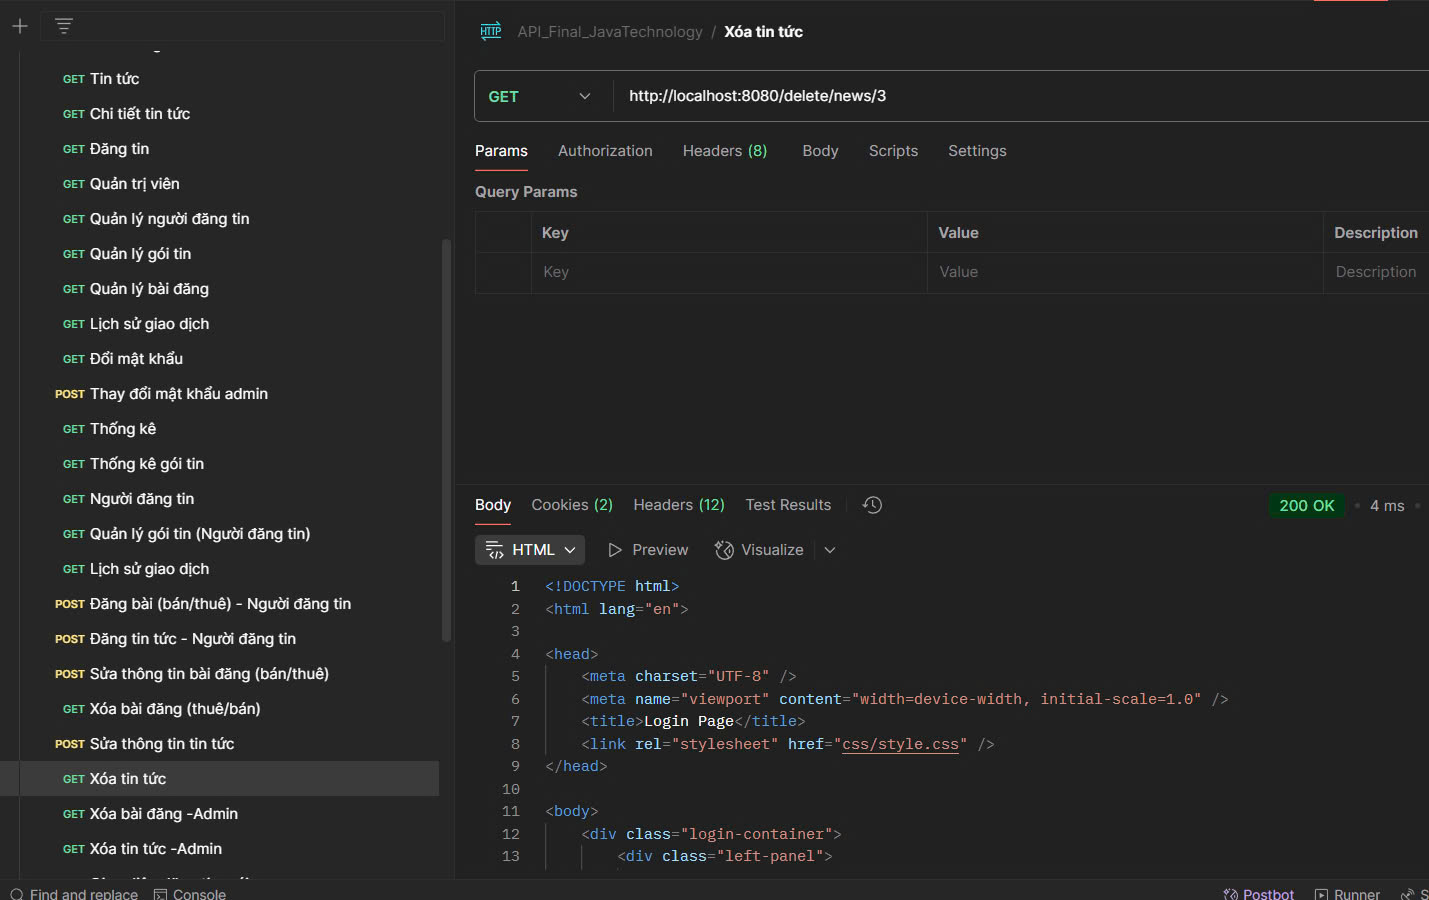 GET Tin tức
GET Chi tiết tin tức
GET Đăng tin
GET Quản trị viên
GET Quản lý người đăng tin
GET Quản lý gói tin
GET Quản lý bài đăng
GET Lịch sử giao dịch
GET Đổi mật khẩu
POST Thay đổi mật khẩu admin
GET Thống kê
GET Thống kê gói tin
GET Người đăng tin
GET Quản lý gói tin (Người đăng tin)
GET Lịch sử giao dịch
POST Đăng bài (bán/thuê) - Người đăng tin
POST Đăng tin tức - Người đăng tin
POST Sửa thông tin bài đăng (bán/thuê)
GET Xóa bài đăng (thuê/bán)
POST Sửa thông tin tin tức
GET Xóa tin tức
GET Xóa bài đăng -Admin
GET Xóa tin tức -Admin
HTTP API_Final_JavaTechnology / Xóa tin tức
GET http://localhost:8080/delete/news/3
Params Authorization Headers (8) Body Scripts Settings
Query Params
Key Value Description
Key Value Description
Body Cookies (2) Headers (12) Test Results 200 OK 4 ms
HTML Preview Visualize
1 <!DOCTYPE html>
2 <html lang="en">
3
4 <head>
5 <meta charset="UTF-8" />
6 <meta name="viewport" content="width=device-width, initial-scale=1.0" />
7 <title>Login Page</title>
8 <link rel="stylesheet" href="css/style.css" />
9 </head>
10
11 <body>
12 <div class="login-container">
13 <div class="left-panel">
Find and replace Console Postbot Runner